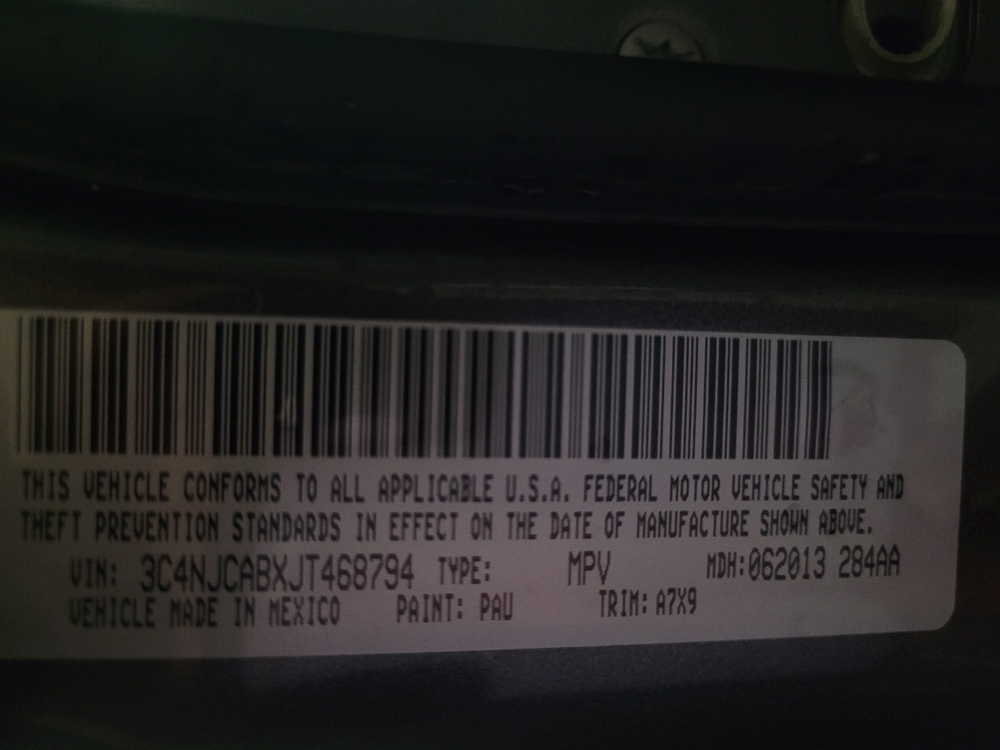 THIS VEHICLE CONFORMS TO ALL APPLICABLE U.S.A. FEDERAL MOTOR VEHICLE SAFETY AND
THEFT PREVENTION STANDARDS IN EFFECT ON THE DATE OF MANUFACTURE SHOWN ABOVE.
VIN: 3C4NJCABXJT468794 TYPE: MPV MDH:062013 284AA
VEHICLE MADE IN MEXICO PAINT: PAU TRIM: A7X9